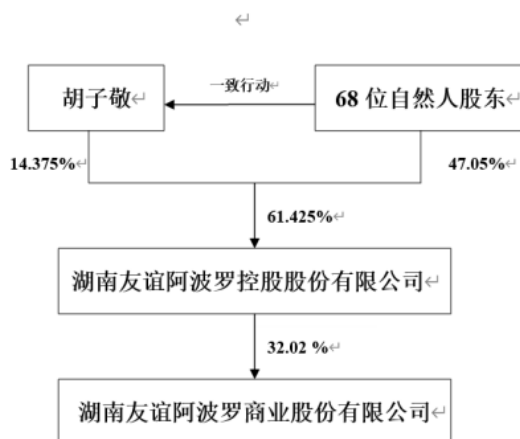 一致行动
胡子敬
68 位自然人股东
14.375%
47.05%
61.425%
湖南友谊阿波罗控股股份有限公司
32.02 %
湖南友谊阿波罗商业股份有限公司